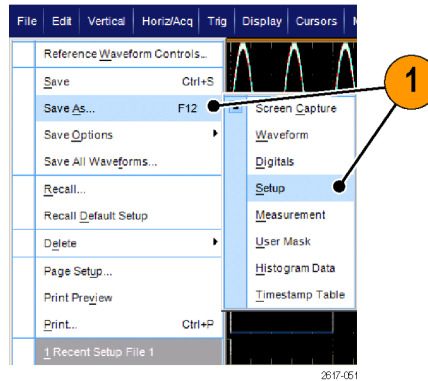 File Edit Vertical Horiz/Acq Trig Display Cursors
Reference Waveform Controls...
Save Ctrl+S
Save As... F12
Save Options
Save All Waveforms...
Recall...
Recall Default Setup
Delete
Page Setup...
Print Preview
Print... Ctrl+P
1 Recent Setup File 1
Screen Capture
Waveform
Digitals
Setup
Measurement
User Mask
Histogram Data
Timestamp Table
1
2617-051